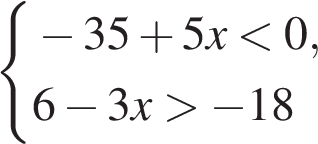 −35 + 5x < 0,
6 − 3x > −18